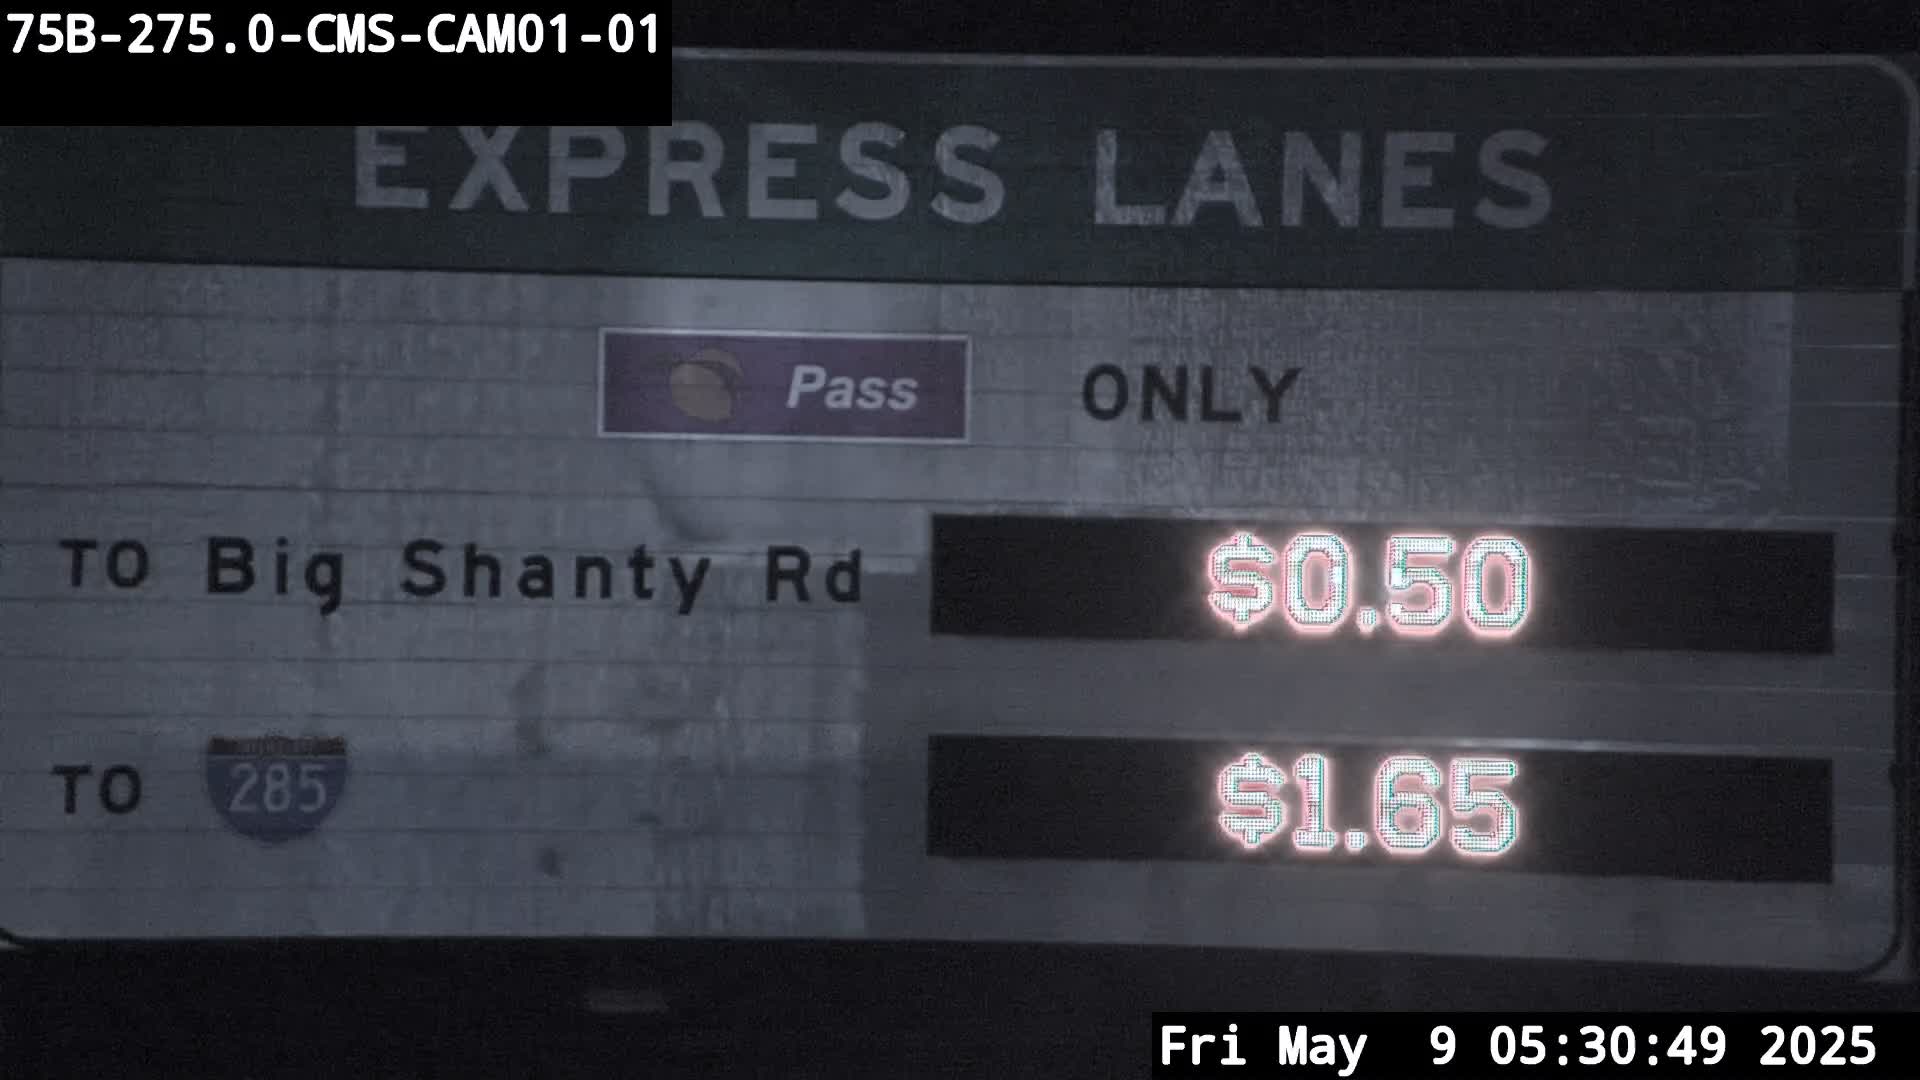 75B-275.0-CMS-CAM01-01
EXPRESS LANES
Pass ONLY
TO Big Shanty Rd $0.50
TO 285 $1.65
Fri May 9 05:30:49 2025